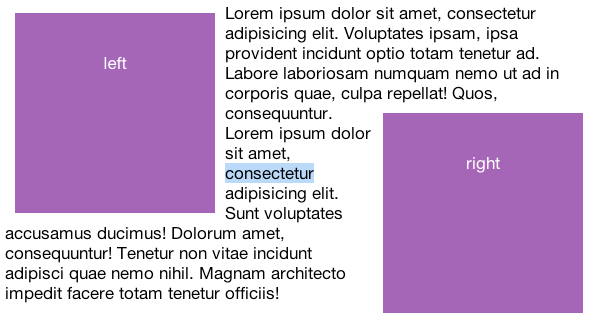 left
Lorem ipsum dolor sit amet, consectetur
adipisicing elit. Voluptates ipsam, ipsa
provident incidunt optio totam tenetur ad.
Labore laboriosam numquam nemo ut ad in
corporis quae, culpa repellat! Quos,
consequuntur.
Lorem ipsum dolor
sit amet,
consectetur
adipisicing elit.
Sunt voluptates
accusamus ducimus! Dolorum amet,
consequuntur! Tenetur non vitae incidunt
adipisci quae nemo nihil. Magnam architecto
impedit facere totam tenetur officiis!
right